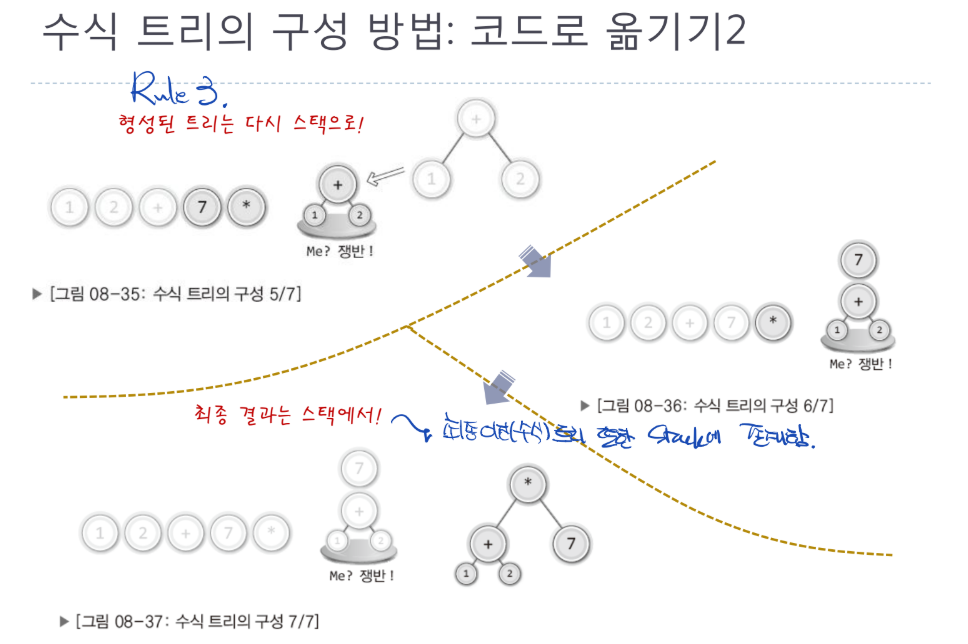 수식 트리의 구성 방법: 코드로 옮기기2
Rule 3.
형성된 트리는 다시 스택으로!
+
1 2
1 2 + 7 *
+
1 2
Me? 쟁반!
▶ [그림 08-35: 수식 트리의 구성 5/7]
1 2 + 7 *
7
+
1 2
Me? 쟁반!
▶ [그림 08-36: 수식 트리의 구성 6/7]
최종 결과는 스택에서!
최종 이진(수식)트리 또한 Stack에 존재함.
1 2 + 7 *
7
+
1 2
Me? 쟁반!
*
+ 7
1 2
▶ [그림 08-37: 수식 트리의 구성 7/7]